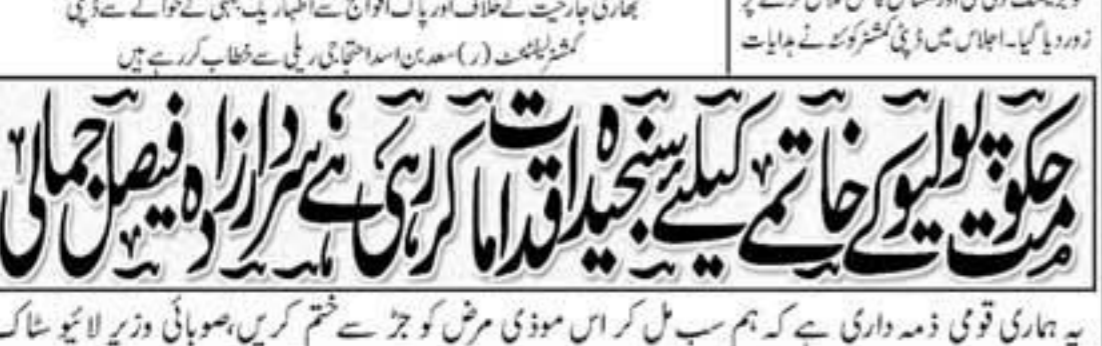 زور دیا گیا۔ اجلاس میں ڈپٹی کمشنر کوئٹہ نے ہدایات
بھارتی جارحیت کے خلاف اور پاک افواج سے اظہار یک جہتی کے حوالے سے ڈپٹی
کمشنر لیفٹیننٹ (ر) سعد بن اسد احتجاجی ریلی سے خطاب کر رہے ہیں
حکومت پولیو کے خاتمے کیلئے سنجیدہ اقدامات کر رہی ہے، سردارزادہ فیصل جمالی
یہ ہماری قومی ذمہ داری ہے کہ ہم سب مل کر اس موذی مرض کو جڑ سے ختم کریں، صوبائی وزیر لائیو سٹاک